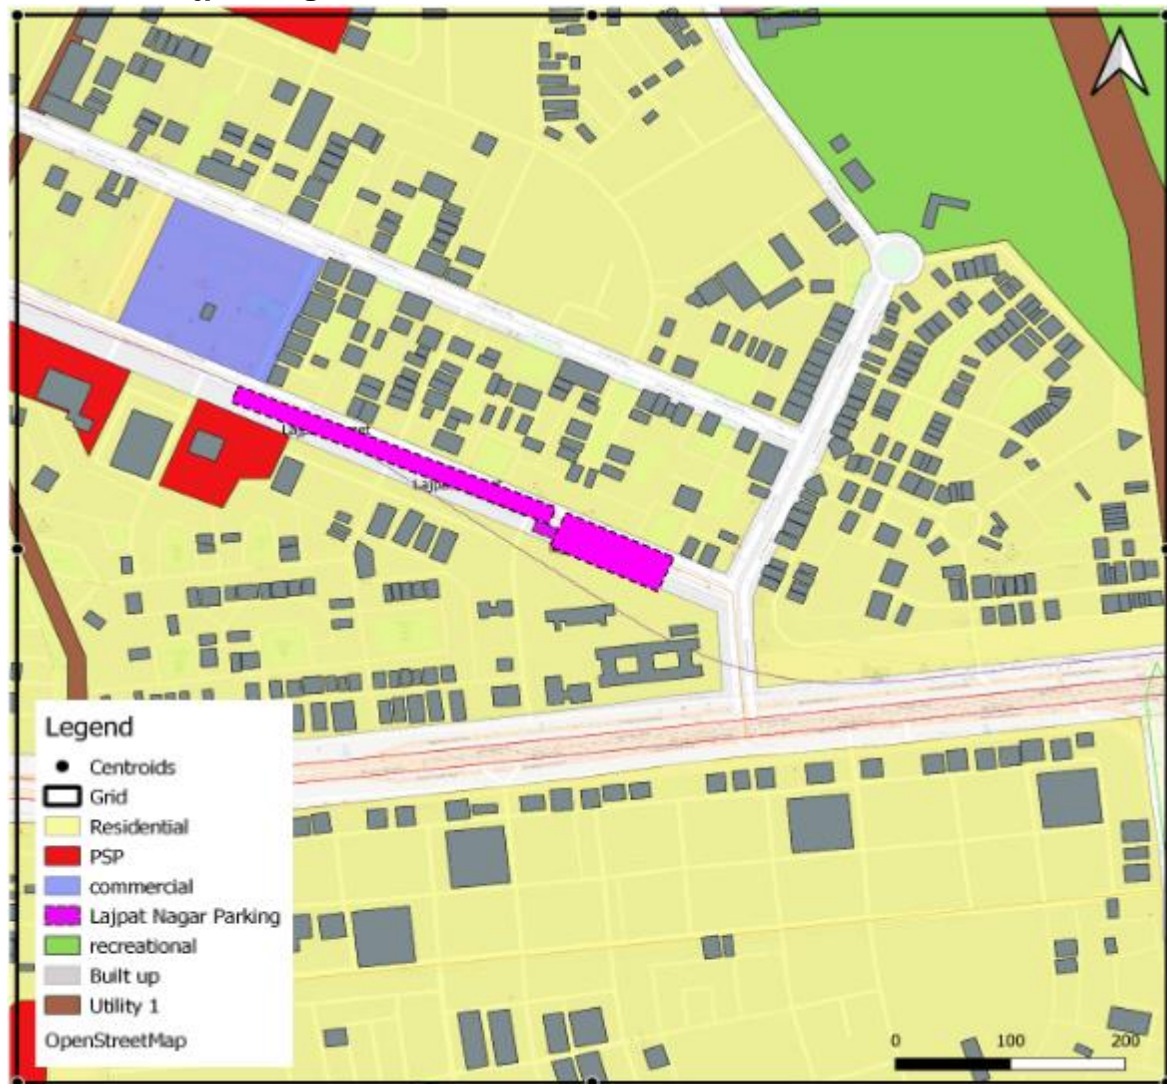 Legend
Centroids
Grid
Residential
PSP
commercial
Lajpat Nagar Parking
recreational
Built up
Utility 1
OpenStreetMap
0 100 200